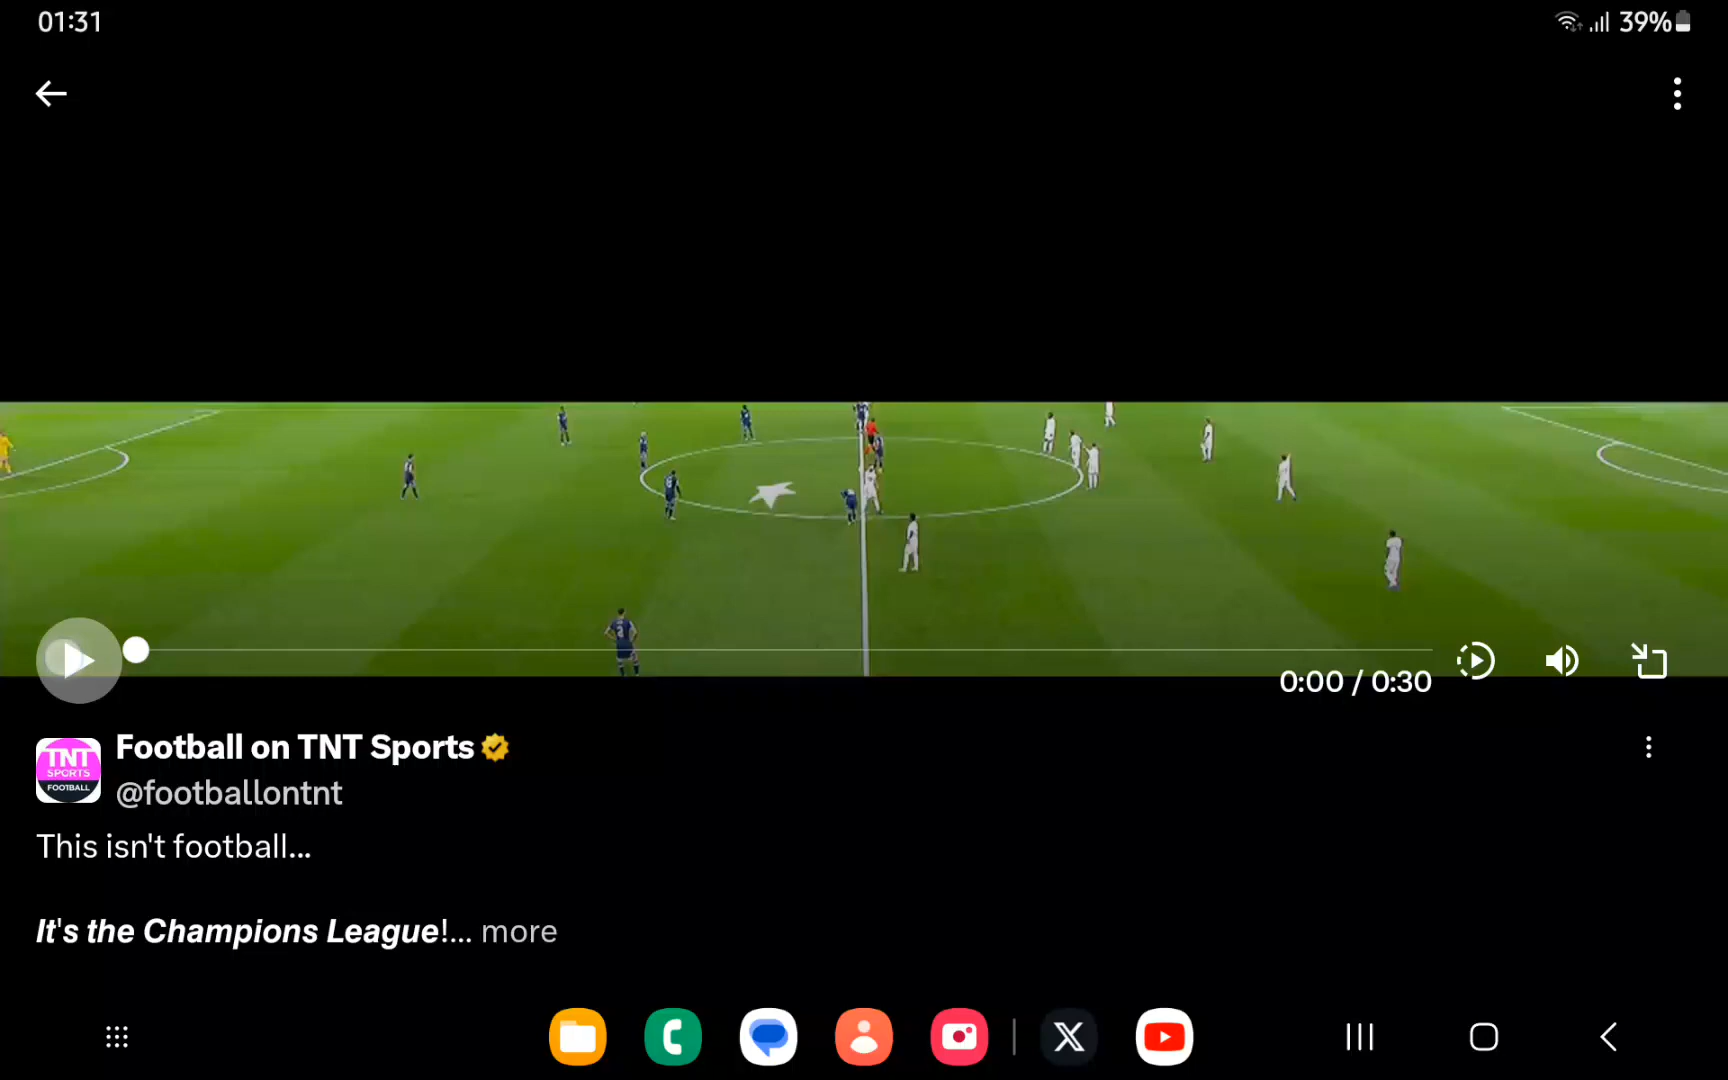 01:31
39%
0:00 / 0:30
TNT
SPORTS
FOOTBALL
Football on TNT Sports
@footballontnt
This isn't football...
It's the Champions League!... more